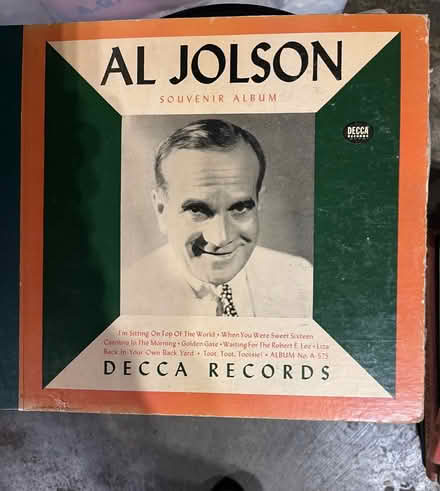 AL JOLSON
SOUVENIR ALBUM
DECCA
RECORDS
I'm Sitting On Top Of The World • When You Were Sweet Sixteen
Carolina In The Morning • Golden Gate • Waiting For The Robert E. Lee • Liza
Back In Your Own Back Yard • Toot, Toot, Tootsie! • ALBUM No. A-575
DECCA RECORDS